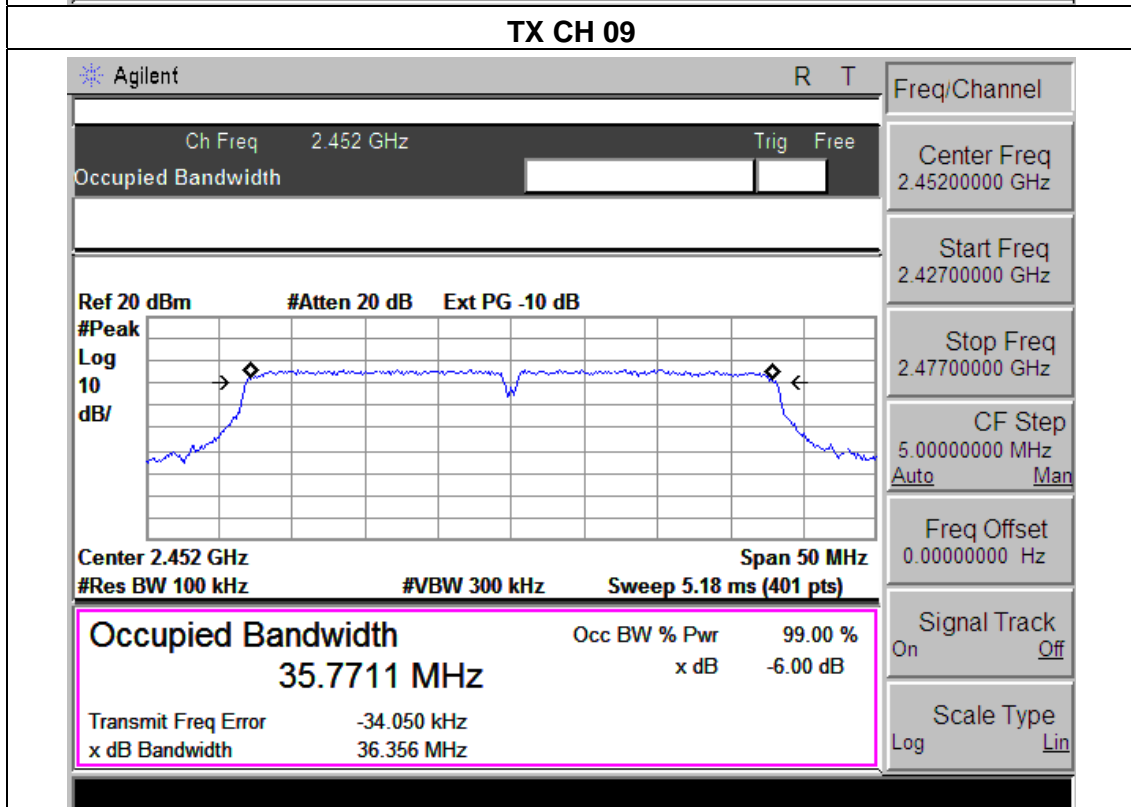 TX CH 09
Agilent R T
Freq/Channel
Ch Freq 2.452 GHz Trig Free
Occupied Bandwidth
Center Freq
2.45200000 GHz
Start Freq
2.42700000 GHz
Stop Freq
2.47700000 GHz
CF Step
5.00000000 MHz
Auto Man
Freq Offset
0.00000000 Hz
Signal Track
On Off
Scale Type
Log Lin
Ref 20 dBm #Atten 20 dB Ext PG -10 dB
#Peak
Log
10
dB/
Center 2.452 GHz Span 50 MHz
#Res BW 100 kHz #VBW 300 kHz Sweep 5.18 ms (401 pts)
Occupied Bandwidth Occ BW % Pwr 99.00 %
35.7711 MHz x dB -6.00 dB
Transmit Freq Error -34.050 kHz
x dB Bandwidth 36.356 MHz